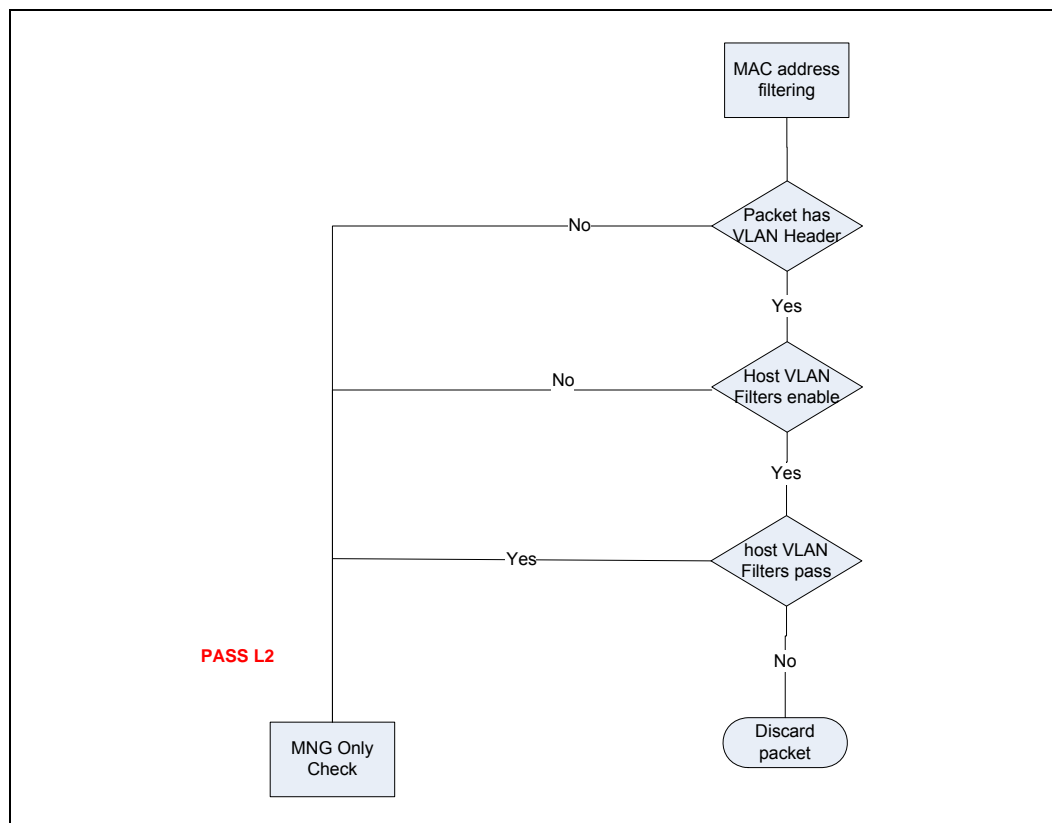 MAC address
filtering
Packet has
VLAN Header
No
Yes
Host VLAN
Filters enable
No
Yes
host VLAN
Filters pass
Yes
No
PASS L2
MNG Only
Check
Discard
packet